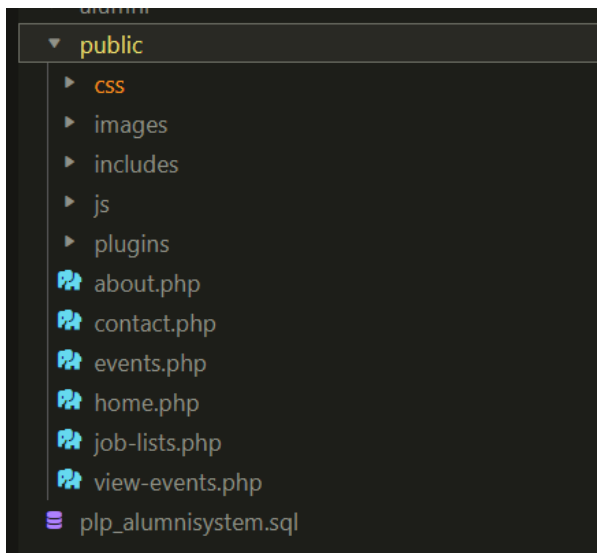 alumni
public
css
images
includes
js
plugins
about.php
contact.php
events.php
home.php
job-lists.php
view-events.php
plp_alumnisystem.sql